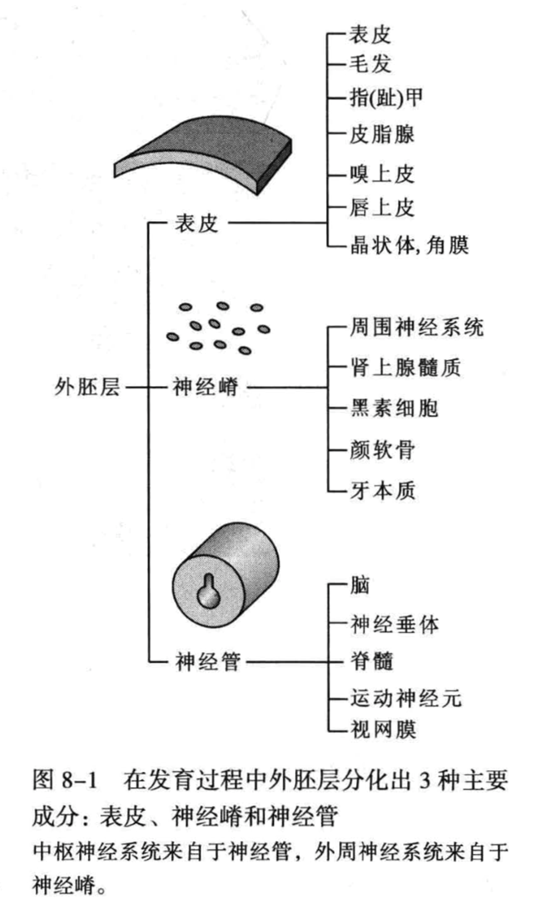 表皮
毛发
指(趾)甲
皮脂腺
嗅上皮
唇上皮
表皮
晶状体,角膜
周围神经系统
肾上腺髓质
外胚层
神经嵴
黑素细胞
颜软骨
牙本质
脑
神经垂体
神经管
脊髓
运动神经元
视网膜
图 8-1 在发育过程中外胚层分化出 3 种主要
成分：表皮、神经嵴和神经管
中枢神经系统来自于神经管，外周神经系统来自于
神经嵴。